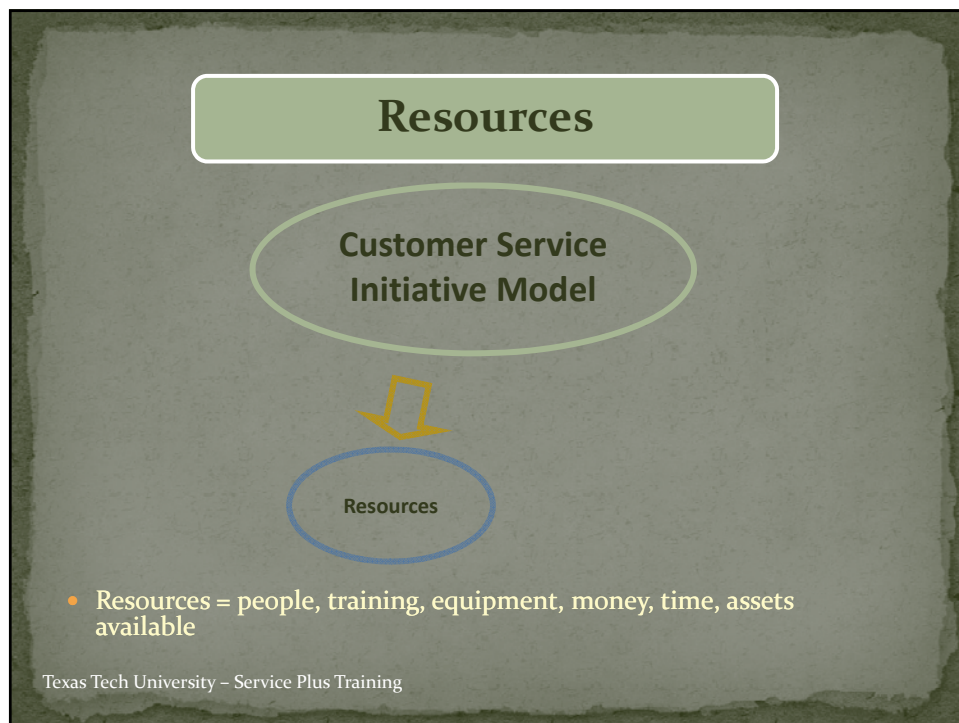 Resources
Customer Service
Initiative Model
Resources
• Resources = people, training, equipment, money, time, assets
available
Texas Tech University – Service Plus Training